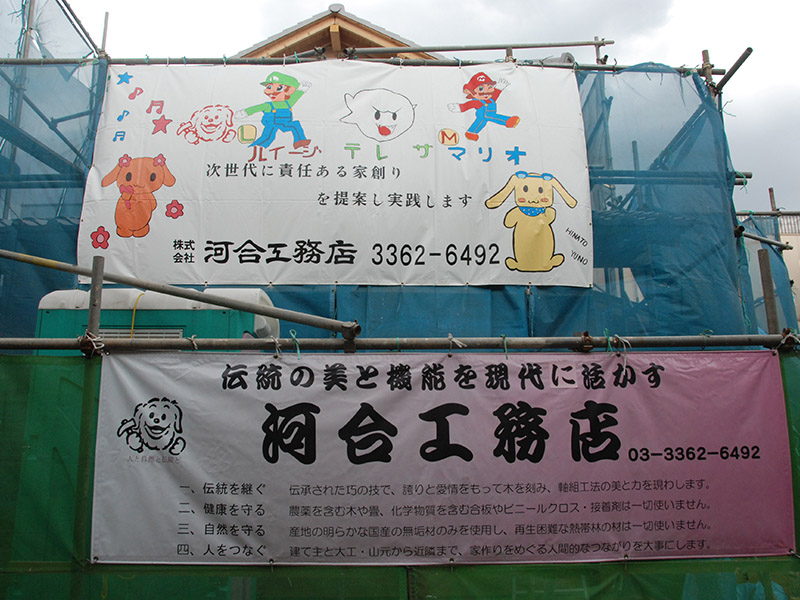 L
M
ルイージ テレサ マリオ
次世代に責任ある家創り
を提案し実践します
株式会社 河合工務店 3362-6492
HINATO
YUNO
伝統の美と機能を現代に活かす
河合工務店 03-3362-6492
一、伝統を継ぐ 伝承された巧の技で、誇りと愛情をもって木を刻み、軸組工法の美と力を現わします。
二、健康を守る 農薬を含む木や畳、化学物質を含む合板やビニールクロス・接着剤は一切使いません。
三、自然を守る 産地の明らかな国産の無垢材のみを使用し、再生困難な熱帯林の材は一切使いません。
四、人をつなぐ 建て主と大工・山元から近隣まで、家作りをめぐる人間的なつながりを大事にします。